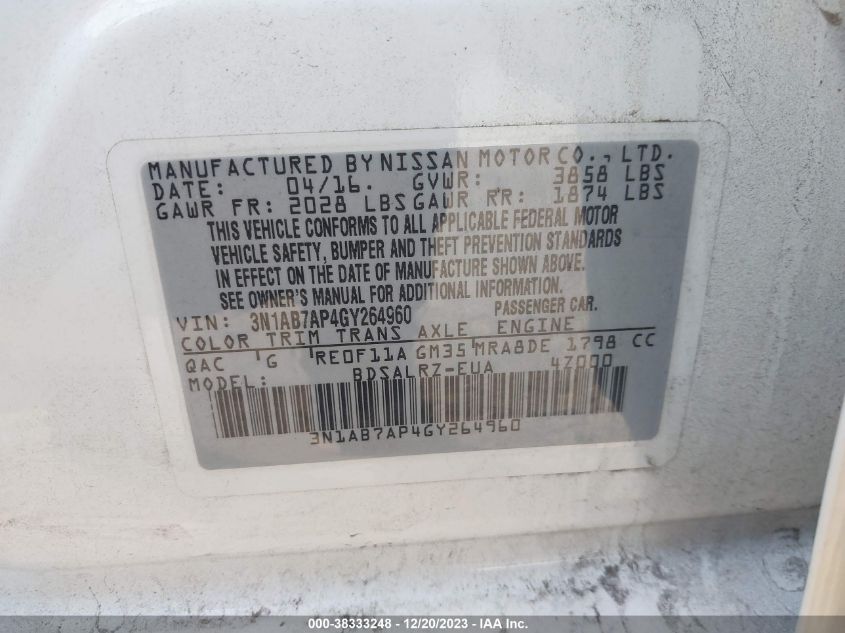 MANUFACTURED BY NISSAN MOTOR CO., LTD.
DATE: 04/16. GVWR: 3858 LBS
GAWR FR: 2028 LBS GAWR RR: 1874 LBS
THIS VEHICLE CONFORMS TO ALL APPLICABLE FEDERAL MOTOR
VEHICLE SAFETY, BUMPER AND THEFT PREVENTION STANDARDS
IN EFFECT ON THE DATE OF MANUFACTURE SHOWN ABOVE.
SEE OWNER'S MANUAL FOR ADDITIONAL INFORMATION.
VIN: 3N1AB7AP4GY264960 PASSENGER CAR.
COLOR TRIM TRANS AXLE ENGINE
QAC G RE0F11A GM35 MRA8DE 1798 CC
MODEL: BDSALRZ-EUA 4Z000
3N1AB7AP4GY264960
000-38333248 - 12/20/2023 - IAAI.COM